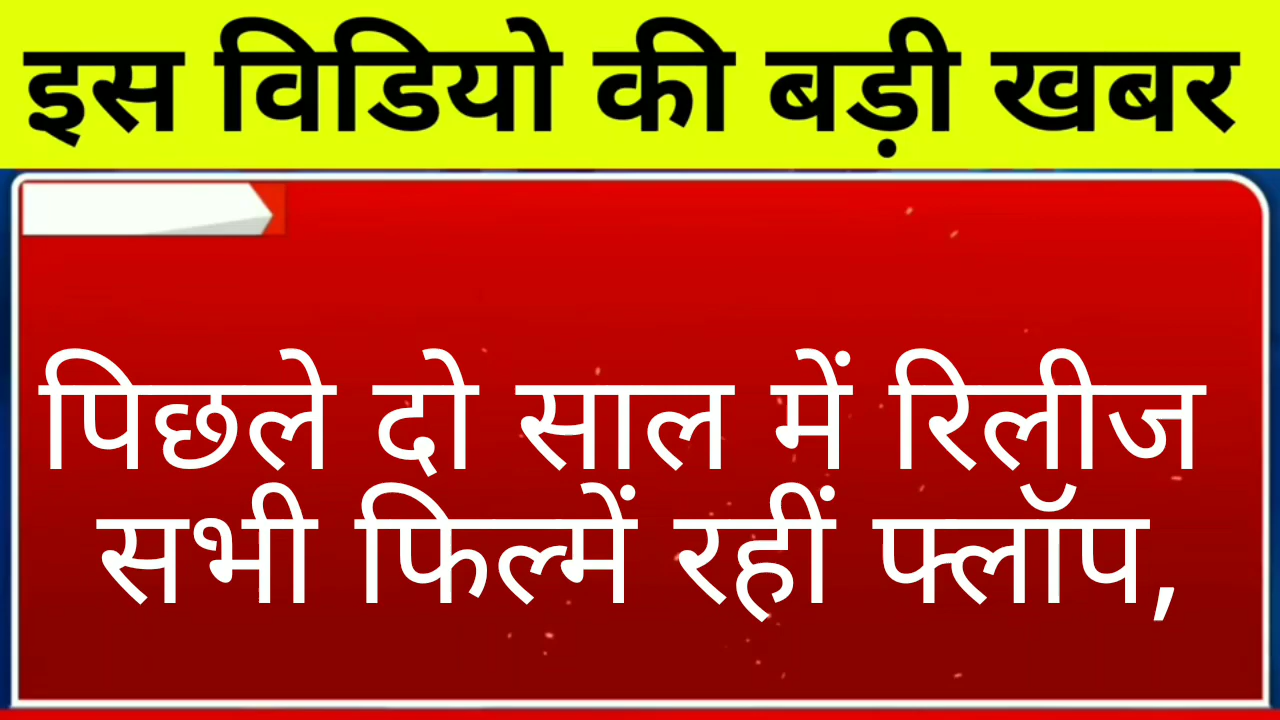 इस विडियो की बड़ी खबर
पिछले दो साल में रिलीज
सभी फिल्में रहीं फ्लॉप,